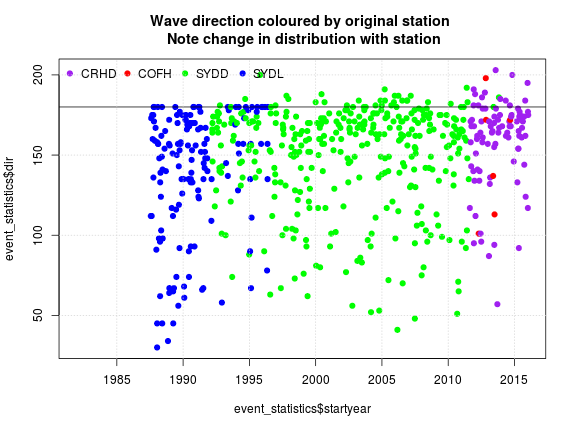 Wave direction coloured by original station
Note change in distribution with station
CRHD COFH SYDD SYDL
event_statistics$dir
200
150
100
50
1985 1990 1995 2000 2005 2010 2015
event_statistics$startyear